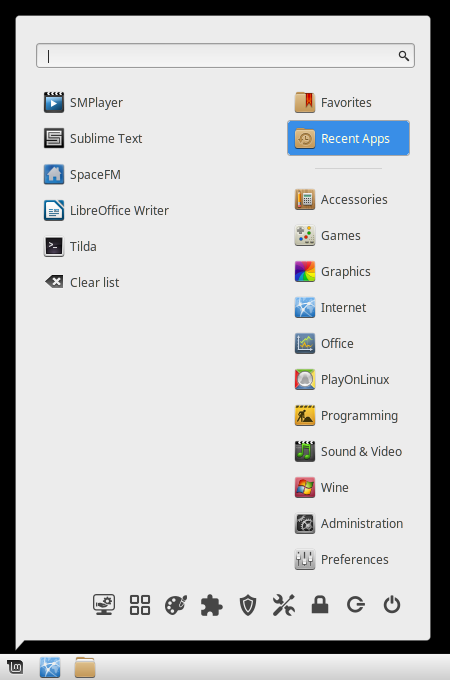 SMPlayer
Sublime Text
SpaceFM
LibreOffice Writer
Tilda
Clear list
Favorites
Recent Apps
Accessories
Games
Graphics
Internet
Office
PlayOnLinux
Programming
Sound & Video
Wine
Administration
Preferences